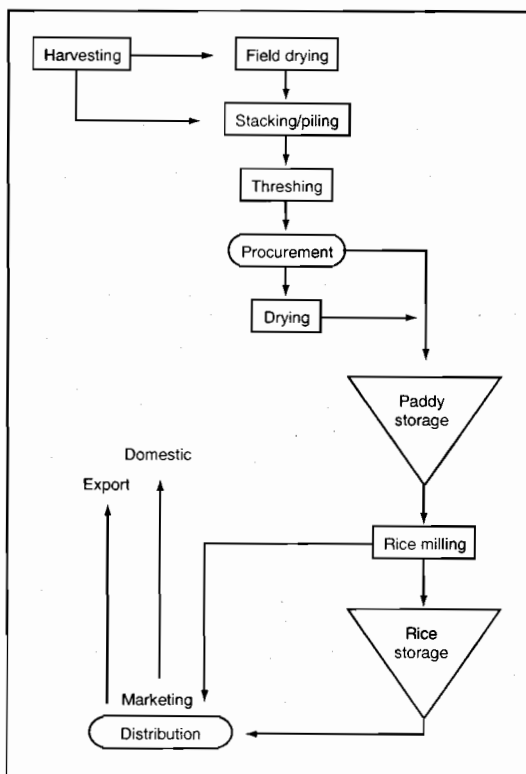 Harvesting
Field drying
Stacking/piling
Threshing
Procurement
Drying
Paddy
storage
Domestic
Export
Rice milling
Rice
storage
Marketing
Distribution